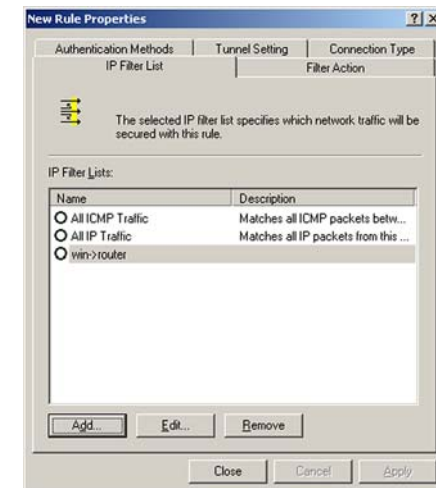 New Rule Properties
? X
Authentication Methods Tunnel Setting Connection Type
IP Filter List Filter Action
The selected IP filter list specifies which network traffic will be
secured with this rule.
IP Filter Lists:
Name Description
All ICMP Traffic Matches all ICMP packets betw...
All IP Traffic Matches all IP packets from this ...
win->router
Add... Edit... Remove
Close Cancel Apply